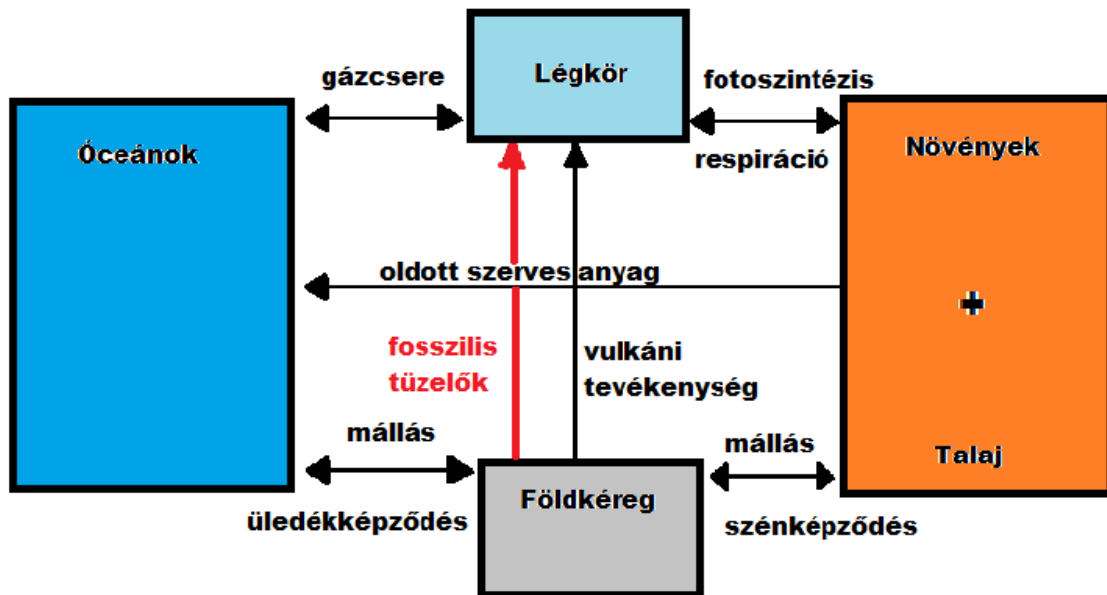 Légkör
gázcsere
fotoszintézis
Óceánok
Növények
respiráció
oldott szerves anyag
+
fosszilis
tüzelők
vulkáni
tevékenység
mállás
mállás
Talaj
Földkéreg
üledékképződés
szénképződés